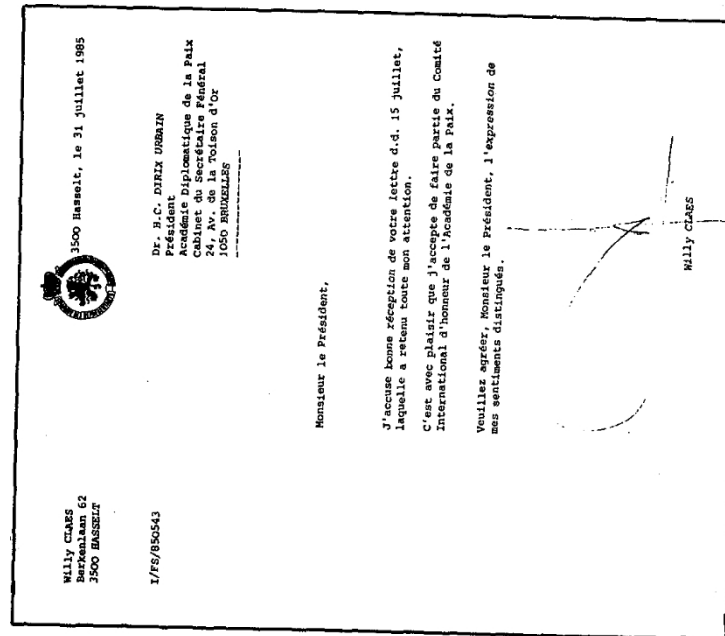 Willy CLAES
Berkenlaan 62
3500 HASSELT
3500 Hasselt, le 31 juillet 1985
I/FS/850543
Dr. H.C. DIRIX URBAIN
Président
Académie Diplomatique de la Paix
Cabinet du Secrétaire Fénéral
24, Av. de la Toison d'Or
1050 BRUXELLES
Monsieur le Président,
J'accuse bonne réception de votre lettre d.d. 15 juillet,
laquelle a retenu toute mon attention.
C'est avec plaisir que j'accepte de faire partie du Comité
International d'honneur de l'Académie de la Paix.
Veuillez agréer, Monsieur le Président, l'expression de
mes sentiments distingués.
Willy CLAES